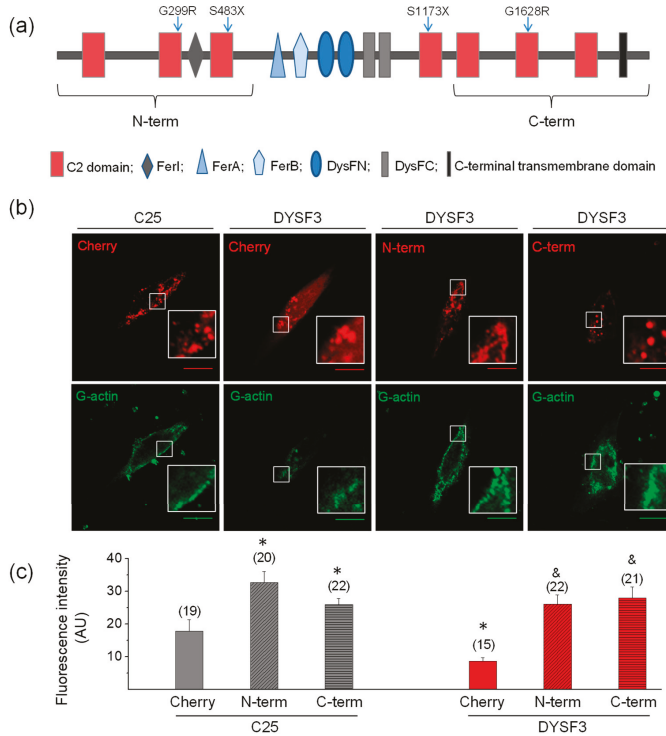 (a)
G299R S483X S1173X G1628R
N-term C-term
C2 domain; FerI; FerA; FerB; DysFN; DysFC; C-terminal transmembrane domain
(b)
C25 DYSF3 DYSF3 DYSF3
Cherry Cherry N-term C-term
G-actin G-actin G-actin G-actin
(c)
Fluorescence intensity
(AU)
40
30
20
10
(19)
*
(20)
*
(22)
*
(15)
&
(22)
&
(21)
Cherry N-term C-term Cherry N-term C-term
C25 DYSF3